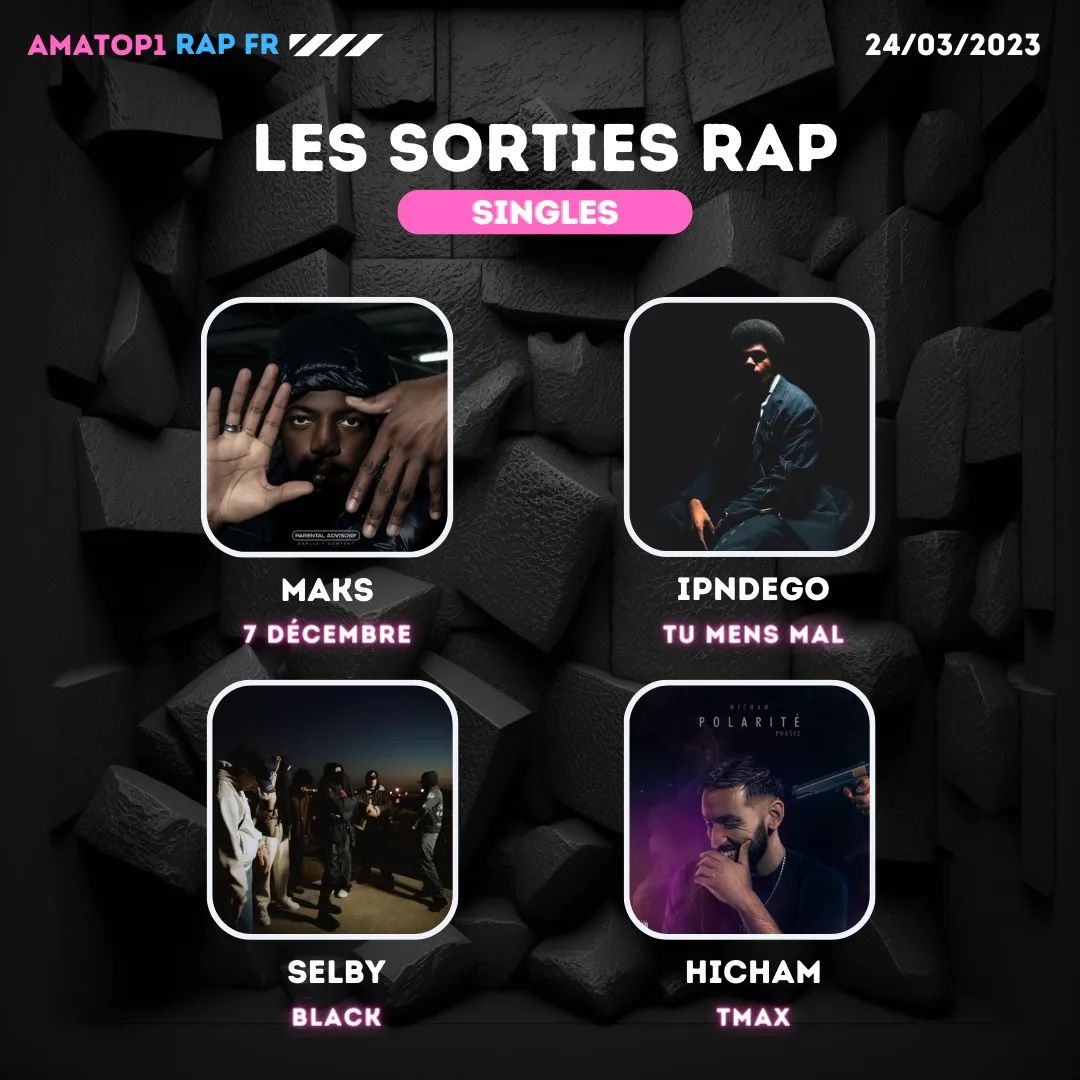 AMATOP1 RAP FR
24/03/2023
LES SORTIES RAP
SINGLES
PARENTAL ADVISORY
EXPLICIT CONTENT
MAKS
7 DÉCEMBRE
IPNDEGO
TU MENS MAL
HICHAM
POLARITÉ
PHASE2
SELBY
BLACK
HICHAM
TMAX